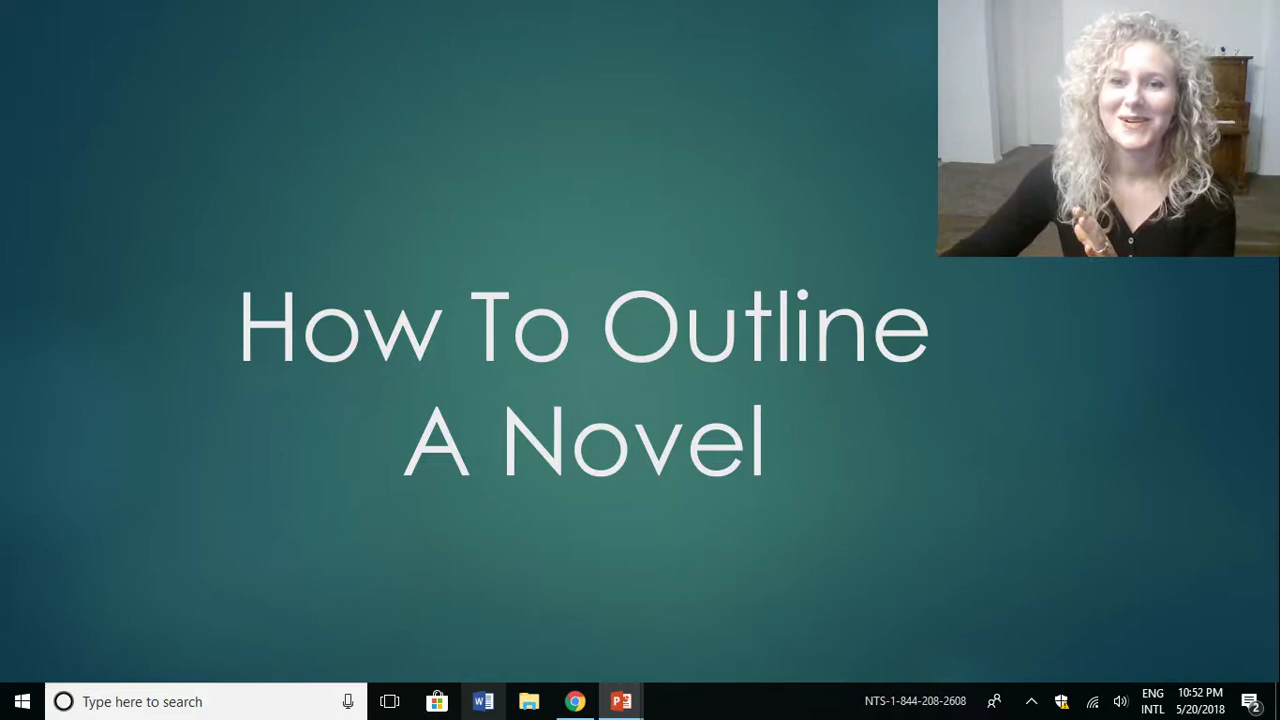 How To Outline
A Novel
Type here to search
NTS-1-844-208-2608
ENG
INTL
10:52 PM
5/20/2018
2